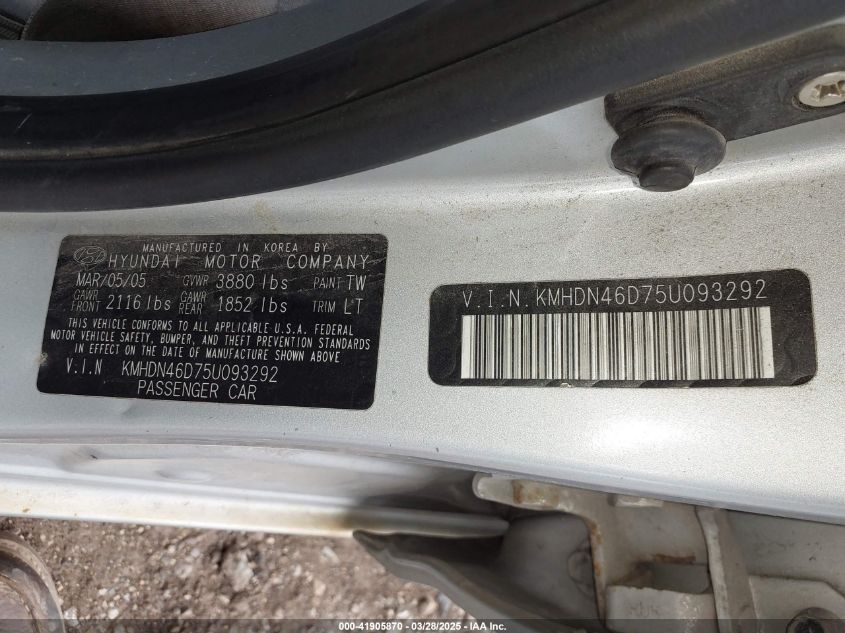 MANUFACTURED IN KOREA BY
HYUNDAI MOTOR COMPANY
MAR/05/05 GVWR 3880 lbs PAINT TW
GAWR FRONT 2116 lbs GAWR REAR 1852 lbs TRIM LT
THIS VEHICLE CONFORMS TO ALL APPLICABLE U.S.A. FEDERAL
MOTOR VEHICLE SAFETY, BUMPER, AND THEFT PREVENTION STANDARDS
IN EFFECT ON THE DATE OF MANUFACTURE SHOWN ABOVE
V.I.N KMHDN46D75U093292
PASSENGER CAR
V.I.N.KMHDN46D75U093292
000-41905870 | 03/28/2025 - IAA Inc.